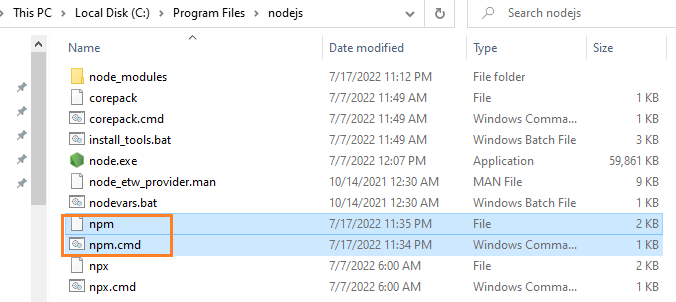 This PC > Local Disk (C:) > Program Files > nodejs
Search nodejs
Name Date modified Type Size
node_modules 7/17/2022 11:12 PM File folder
corepack 7/7/2022 11:49 AM File 1 KB
corepack.cmd 7/7/2022 11:49 AM Windows Comma... 1 KB
install_tools.bat 7/7/2022 11:49 AM Windows Batch File 3 KB
node.exe 7/7/2022 12:07 PM Application 59,861 KB
node_etw_provider.man 10/14/2021 12:30 AM MAN File 9 KB
nodevars.bat 10/14/2021 12:30 AM Windows Batch File 1 KB
npm 7/17/2022 11:35 PM File 2 KB
npm.cmd 7/17/2022 11:34 PM Windows Comma... 1 KB
npx 7/7/2022 6:00 AM File 2 KB
npx.cmd 7/7/2022 6:00 AM Windows Comma... 1 KB